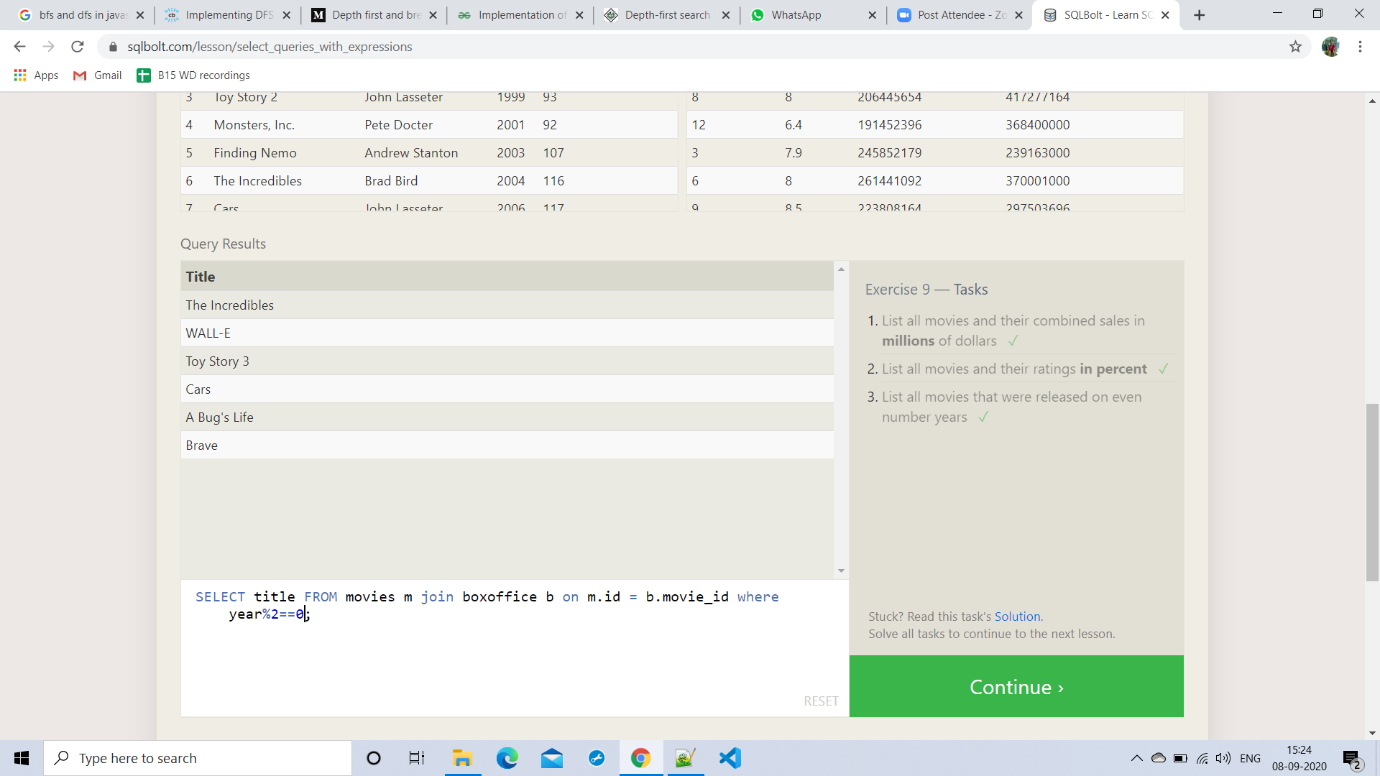 bfs and dfs in javas
Implementing DFS
Depth first and bre
Implementation of
Depth-first search
WhatsApp
Post Attendee - Zo
SQLBolt - Learn SQ
sqlbolt.com/lesson/select_queries_with_expressions
Apps Gmail B15 WD recordings
3 Toy Story 2 John Lasseter 1999 93
8 8 206445654 417277164
4 Monsters, Inc. Pete Docter 2001 92
12 6.4 191452396 368400000
5 Finding Nemo Andrew Stanton 2003 107
3 7.9 245852179 239163000
6 The Incredibles Brad Bird 2004 116
6 8 261441092 370001000
7 Cars John Lasseter 2006 117
9 8.5 223808164 297503696
Query Results
Title
The Incredibles
WALL-E
Toy Story 3
Cars
A Bug's Life
Brave
SELECT title FROM movies m join boxoffice b on m.id = b.movie_id where
year%2==0;
RESET
Exercise 9 — Tasks
1. List all movies and their combined sales in
millions of dollars ✓
2. List all movies and their ratings in percent ✓
3. List all movies that were released on even
number years ✓
Stuck? Read this task's Solution.
Solve all tasks to continue to the next lesson.
Continue ›
Type here to search
ENG
15:24
08-09-2020
2